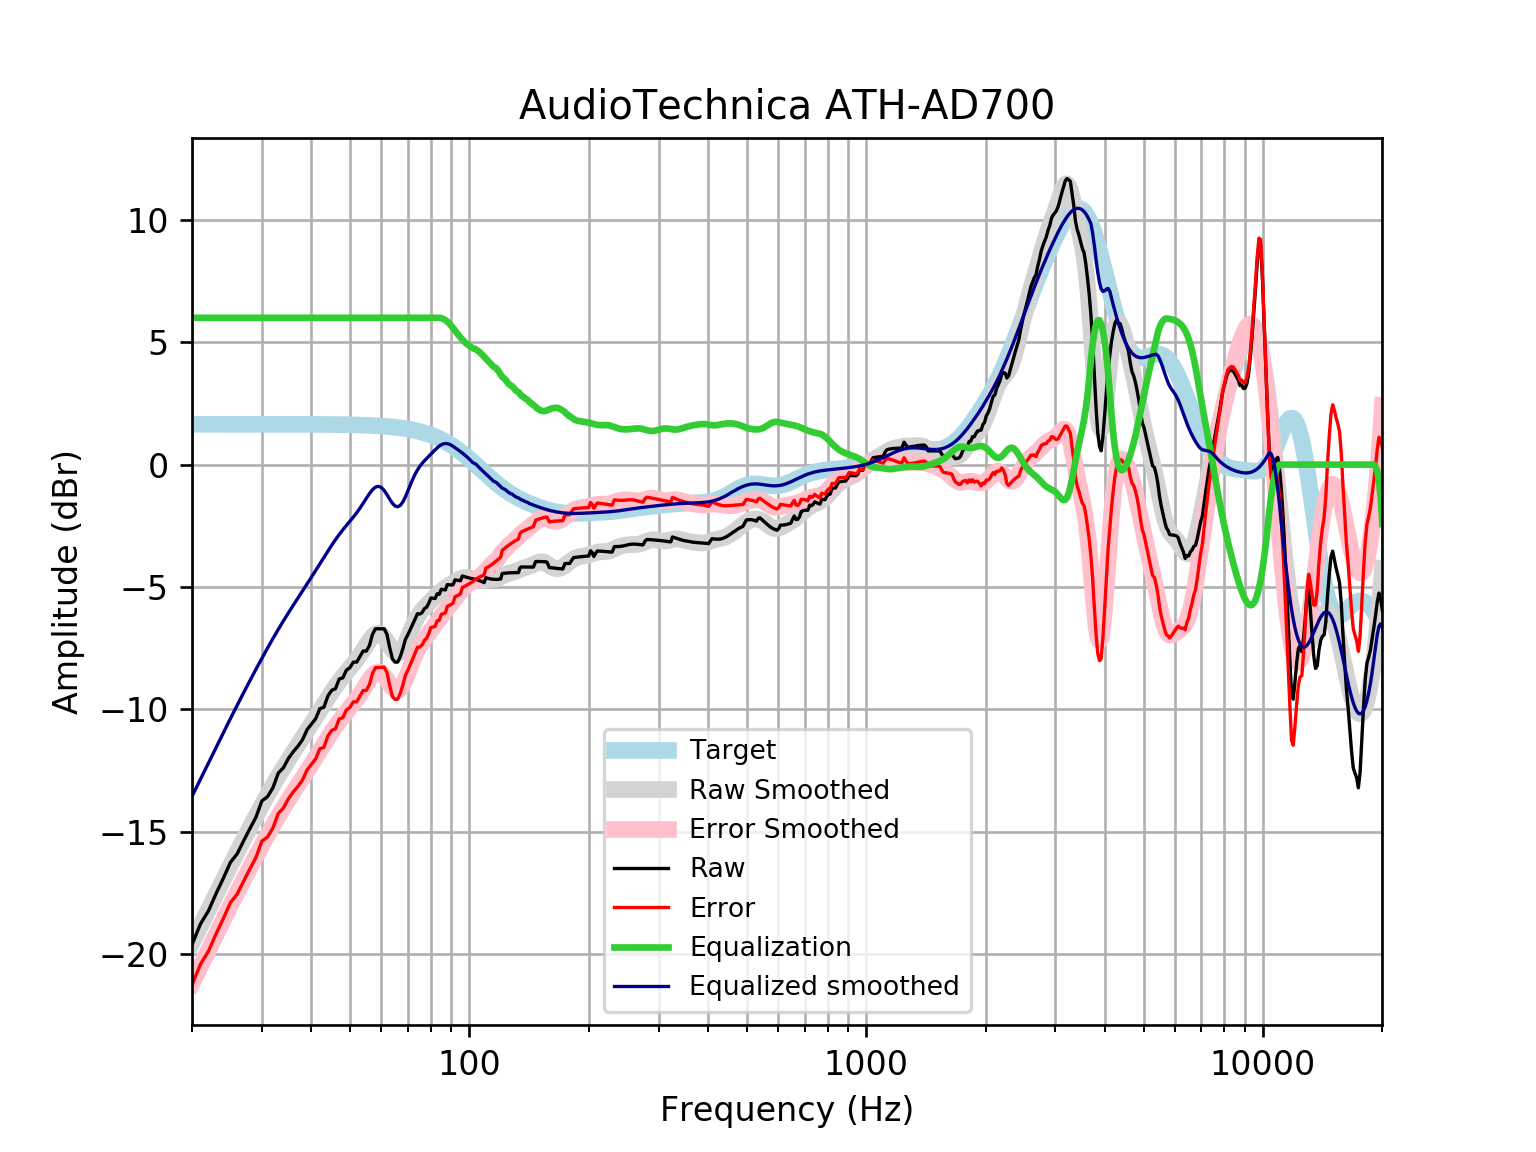 AudioTechnica ATH-AD700
10
5
0
−5
−10
−15
−20
Amplitude (dBr)
Target
Raw Smoothed
Error Smoothed
Raw
Error
Equalization
Equalized smoothed
100
1000
10000
Frequency (Hz)